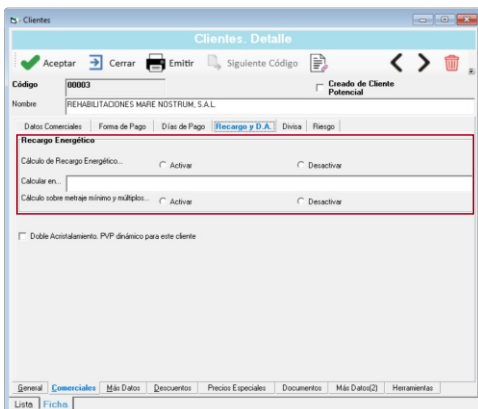 Clientes
Clientes. Detalle
Aceptar Cerrar Emitir Siguiente Código
Código 00003 Creado de Cliente Potencial
Nombre REHABILITACIONES MARE NOSTRUM, S.A.L.
Datos Comerciales Forma de Pago Días de Pago Recargo y D.A. Divisa Riesgo
Recargo Energético
Cálculo de Recargo Energético... Activar Desactivar
Calcular en...
Cálculo sobre metraje mínimo y múltiplos... Activar Desactivar
Doble Acristalamiento. PVP dinámico para este cliente
General Comerciales Más Datos Descuentos Precios Especiales Documentos Más Datos(2) Herramientas
Lista Ficha